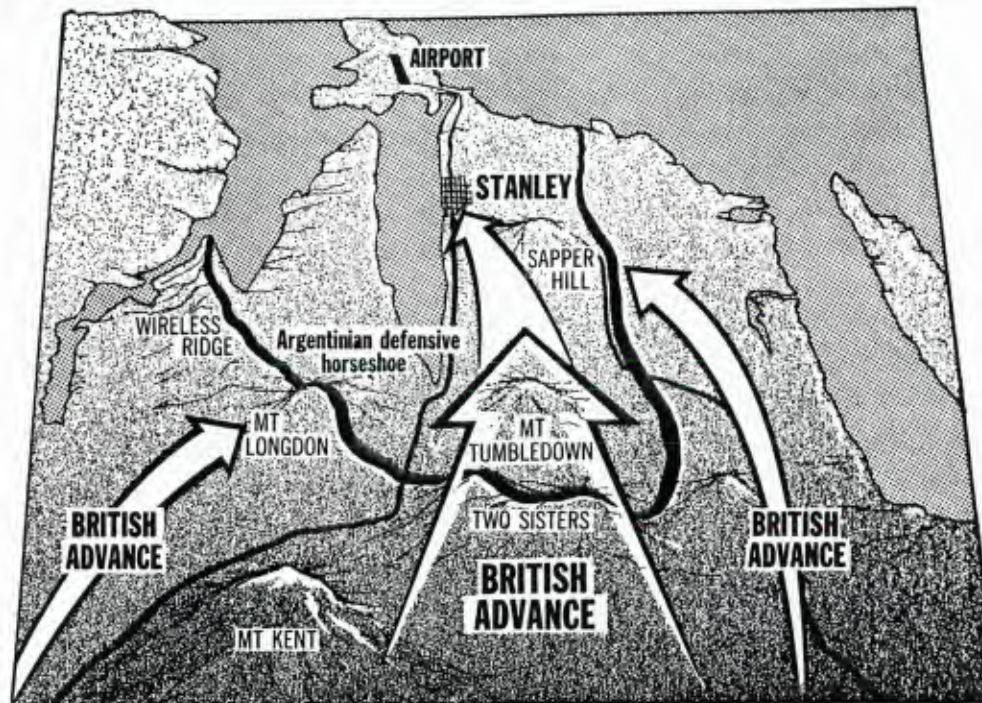 AIRPORT
STANLEY
SAPPER
HILL
WIRELESS
RIDGE
Argentinian defensive
horseshoe
MT
LONGDON
MT
TUMBLEDOWN
TWO SISTERS
BRITISH
ADVANCE
BRITISH
ADVANCE
BRITISH
ADVANCE
MT KENT